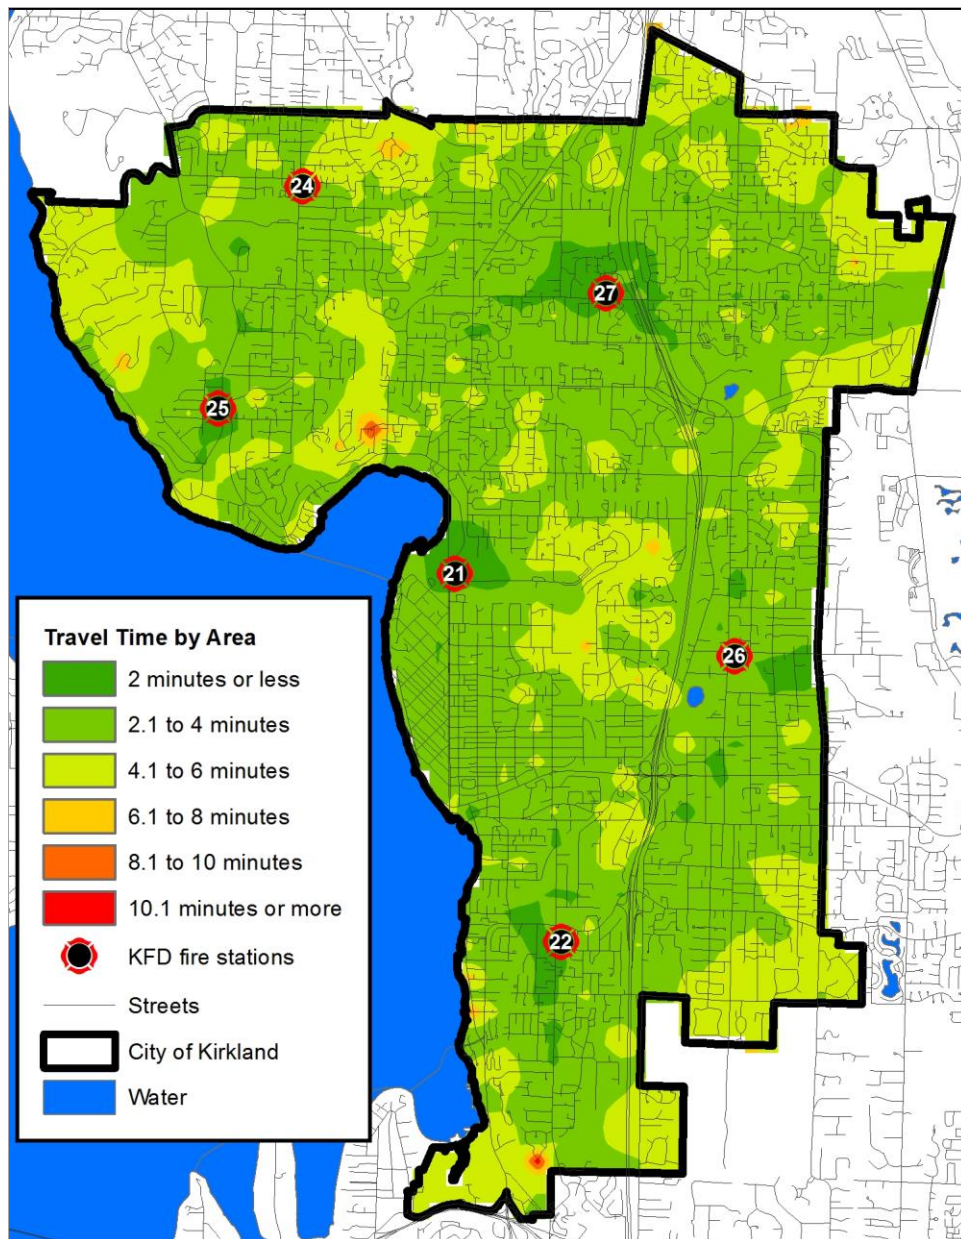 24
27
25
21
26
22
Travel Time by Area
2 minutes or less
2.1 to 4 minutes
4.1 to 6 minutes
6.1 to 8 minutes
8.1 to 10 minutes
10.1 minutes or more
KFD fire stations
Streets
City of Kirkland
Water